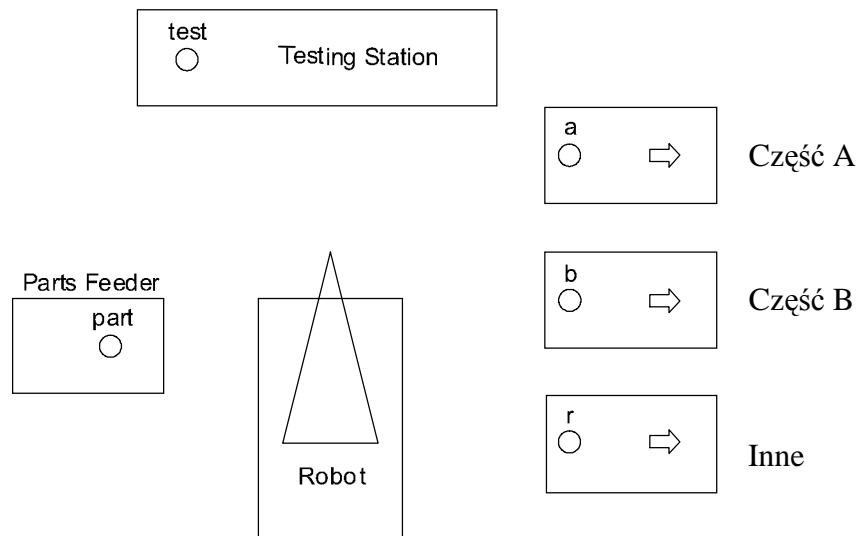 test
Testing Station
a
Część A
Parts Feeder
part
b
Część B
r
Inne
Robot